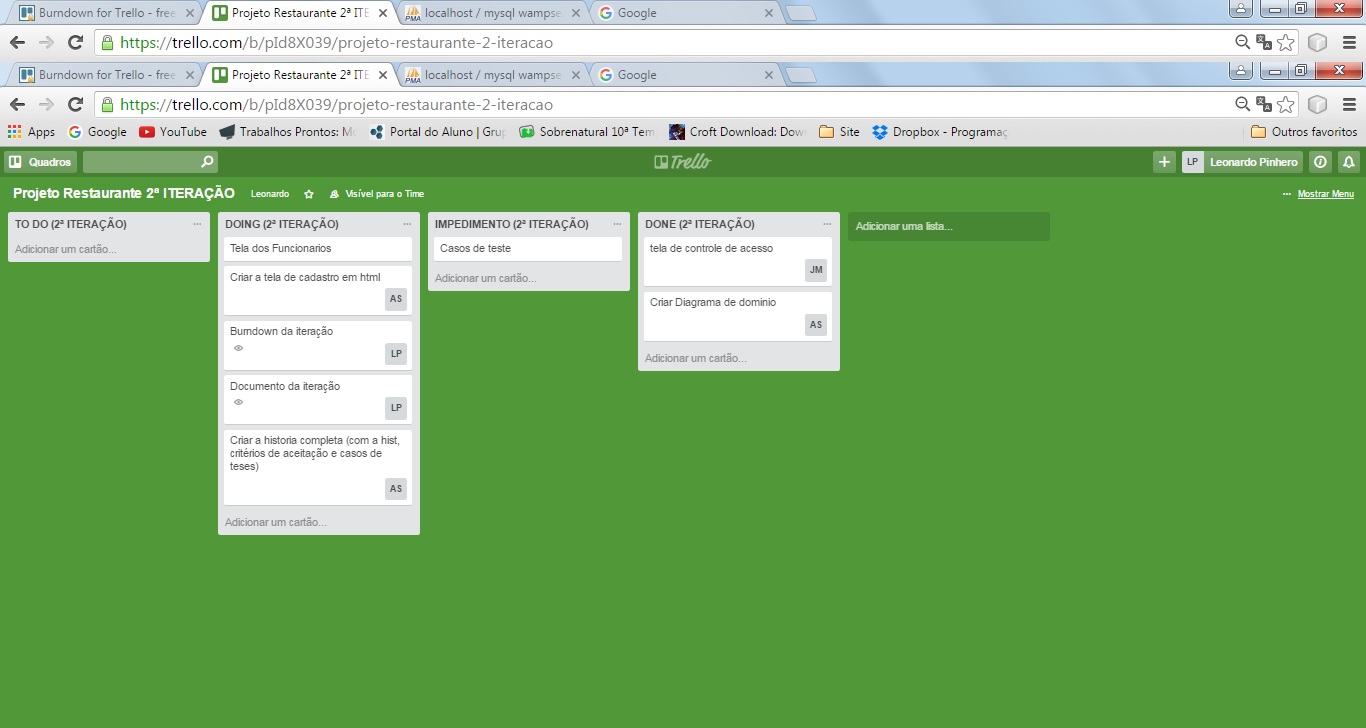 Burndown for Trello - free
Projeto Restaurante 2ª ITE
localhost / mysql wampse
Google
https://trello.com/b/pId8X039/projeto-restaurante-2-iteracao
Burndown for Trello - free
Projeto Restaurante 2ª ITE
localhost / mysql wampse
Google
https://trello.com/b/pId8X039/projeto-restaurante-2-iteracao
Apps
Google
YouTube
Trabalhos Prontos: Mo
Portal do Aluno | Grup
Sobrenatural 10ª Tem
Croft Download: Dow
Site
Dropbox - Programaç
Outros favoritos
Quadros
Trello
LP
Leonardo Pinhero
Projeto Restaurante 2ª ITERAÇÃO
Leonardo
Visível para o Time
Mostrar Menu
TO DO (2ª ITERAÇÃO)
Adicionar um cartão...
DOING (2ª ITERAÇÃO)
Tela dos Funcionarios
Criar a tela de cadastro em html
AS
Burndown da iteração
LP
Documento da iteração
LP
Criar a historia completa (com a hist,
critérios de aceitação e casos de
teses)
AS
Adicionar um cartão...
IMPEDIMENTO (2ª ITERAÇÃO)
Casos de teste
Adicionar um cartão...
DONE (2ª ITERAÇÃO)
tela de controle de acesso
JM
Criar Diagrama de dominio
AS
Adicionar um cartão...
Adicionar uma lista...